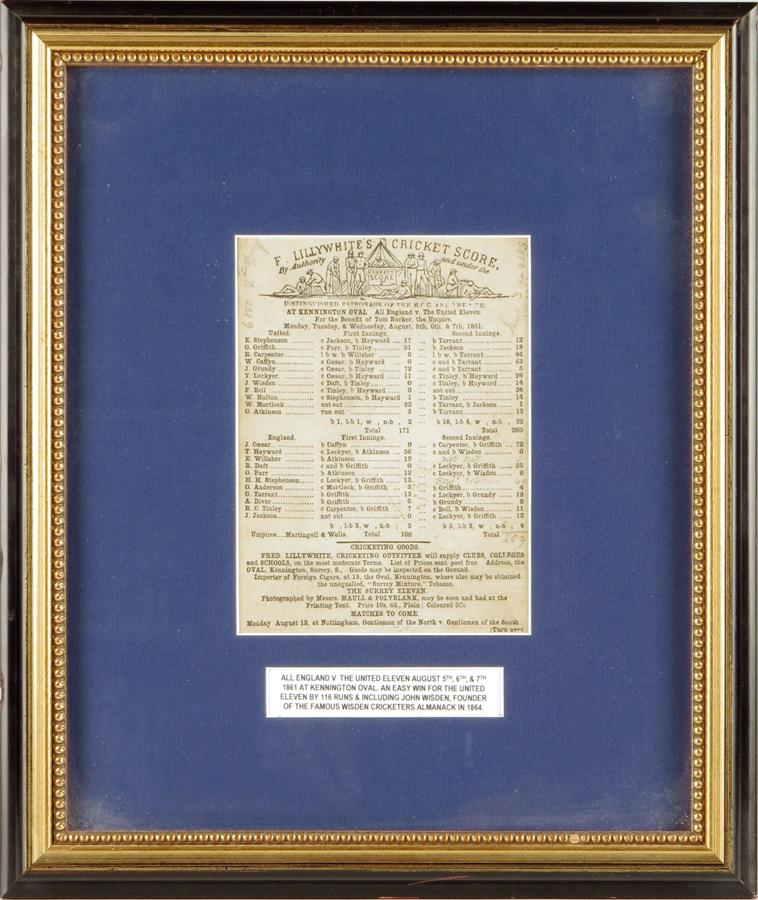 F. LILLYWHITE'S CRICKET SCORE,
By Authority and under the
KORRECT
SCORE
DISTINGUISHED PATRONAGE OF THE M.C.C. AND THE
AT KENNINGTON OVAL All England v. The United Eleven.
For the Benefit of Tom Barker, the Umpire.
Monday, Tuesday, & Wednesday, August, 5th, 6th, & 7th, 1861.
United. First Innings. Second Innings.
E. Stephenson c Jackson, b Hayward 17 b Tarrant 12
G. Griffith c Parr, b Tinley 31 b Jackson 18
R. Carpenter l b w, b Willsher 0 l b w, b Tarrant 44
W. Caffyn c Cæsar, b Hayward 0 c and b Tarrant 63
J. Grundy c Cæsar, b Tinley 72 c and b Tarrant 5
T. Lockyer c Cæsar, b Hayward 11 c Tinley, b Hayward 26
J. Wisden c Daft, b Tinley 0 c Tinley, b Hayward 14
F. Bell c Tinley, b Hayward 0 not out 28
W. Halton c Stephenson, b Hayward 1 b Tinley 14
W. Mortlock not out 32 c Tarrant, b Jackson 1
G. Atkinson run out 5 b Tarrant 13
b 1, l-b 1, w , n-b , 2 b 18, l-b 4, w , n-b , 22
Total 171 Total 260
England. First Innings. Second Innings.
J. Cæsar b Caffyn 0 c Carpenter, b Griffith 72
T. Hayward c Lockyer, b Atkinson 36 c and b Wisden 0
E. Willsher b Atkinson 19 not out
R. Daft c and b Griffith 0 c Lockyer, b Griffith 25
G. Parr b Atkinson 12 c Lockyer, b Wisden 0
H. H. Stephenson c Lockyer, b Griffith 13
G. Anderson c Mortlock, b Griffith 3 b Griffith 4
G. Tarrant b Griffith 13 c Lockyer, b Grundy 19
A. Diver b Griffith 0 b Grundy 9
R. C. Tinley c Carpenter, b Griffith 7 c Bell, b Wisden 11
J. Jackson not out 0 c Lockyer, b Griffith 12
b , l-b 3, w , n-b , 3 b 5, l-b 3, w , n-b , 8
Umpires....Martingell & Wells. Total 106 Total
CRICKETING GOODS.
FRED. LILLYWHITE, CRICKETING OUTFITTER will supply CLUBS, COLLEGES
and SCHOOLS, on the most moderate Terms. List of Prices sent post free. Address, the
OVAL, Kennington, Surrey, S., Goods may be inspected on the Ground.
Importer of Foreign Cigars, at 15, the Oval, Kennington, where also may be obtained
the unequalled, "Surrey Mixture," Tobacco.
THE SURREY ELEVEN.
Photographed by Messrs. MAULL & POLYBLANK, may be seen and had at the
Printing Tent. Price 10s. 6d., Plain; Coloured 30s.
MATCHES TO COME.
Monday August 12, at Nottingham, Gentlemen of the North v. Gentlemen of the South
[Turn over
ALL ENGLAND V THE UNITED ELEVEN AUGUST 5TH, 6TH, & 7TH
1861 AT KENNINGTON OVAL. AN EASY WIN FOR THE UNITED
ELEVEN BY 116 RUNS & INCLUDING JOHN WISDEN, FOUNDER
OF THE FAMOUS WISDEN CRICKETERS ALMANACK IN 1864.